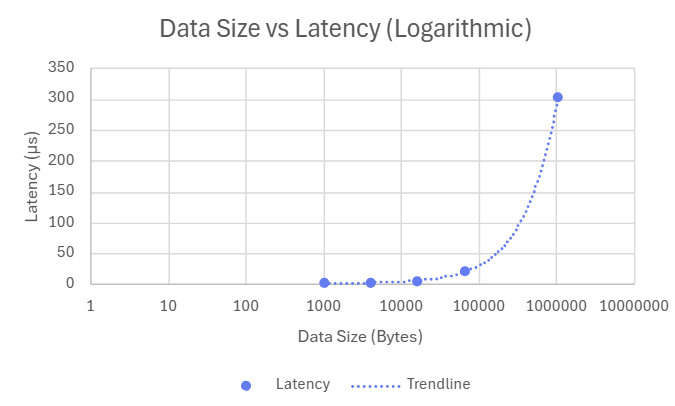 Data Size vs Latency (Logarithmic)
350
300
250
200
150
100
50
0
Latency (µs)
1 10 100 1000 10000 100000 1000000 10000000
Data Size (Bytes)
Latency Trendline